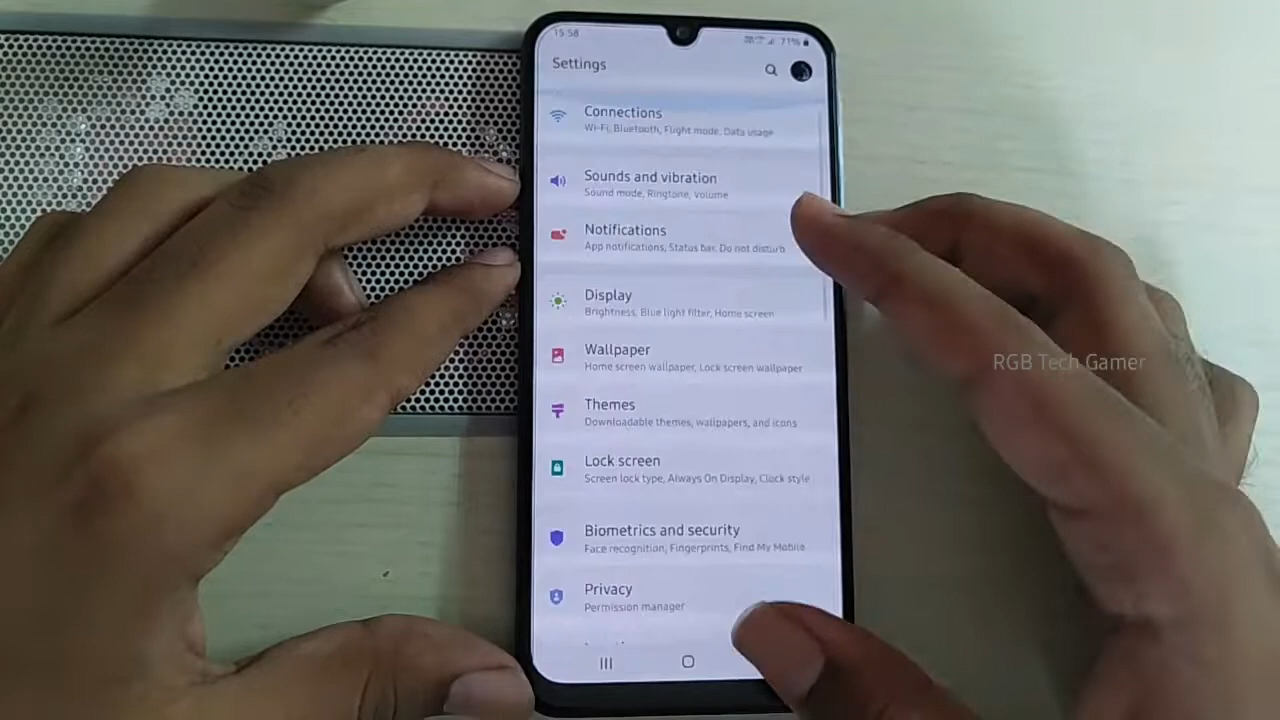 15:58
71%
Settings
Connections
Wi-Fi, Bluetooth, Flight mode, Data usage
Sounds and vibration
Sound mode, Ringtone, Volume
Notifications
App notifications, Status bar, Do not disturb
Display
Brightness, Blue light filter, Home screen
Wallpaper
Home screen wallpaper, Lock screen wallpaper
RGB Tech Gamer
Themes
Downloadable themes, wallpapers, and icons
Lock screen
Screen lock type, Always On Display, Clock style
Biometrics and security
Face recognition, Fingerprints, Find My Mobile
Privacy
Permission manager